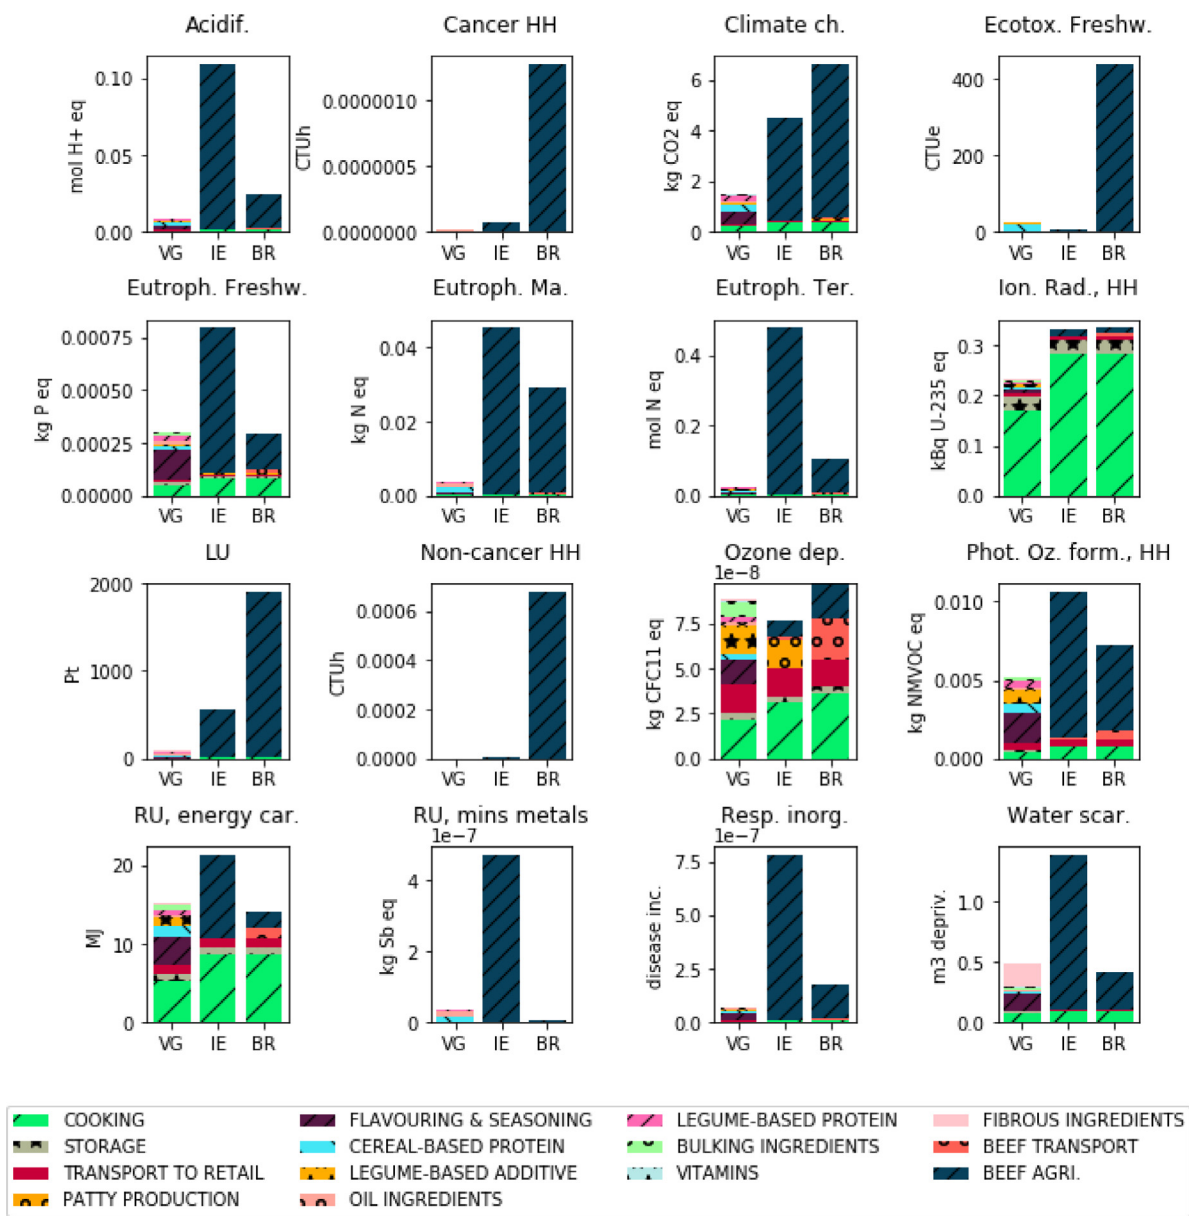 Acidif. Cancer HH Climate ch. Ecotox. Freshw.
mol H+ eq 0.10 0.05 0.00 VG IE BR
CTUh 0.0000010 0.0000005 0.0000000 VG IE BR
kg CO2 eq 6 4 2 0 VG IE BR
CTUe 400 200 0 VG IE BR
Eutroph. Freshw. Eutroph. Ma. Eutroph. Ter. Ion. Rad., HH
kg P eq 0.00075 0.00050 0.00025 0.00000 VG IE BR
kg N eq 0.04 0.02 0.00 VG IE BR
mol N eq 0.4 0.2 0.0 VG IE BR
kBq U-235 eq 0.3 0.2 0.1 0.0 VG IE BR
LU Non-cancer HH Ozone dep. Phot. Oz. form., HH
Pt 2000 1000 0 VG IE BR
CTUh 0.0006 0.0004 0.0002 0.0000 VG IE BR
1e−8 kg CFC11 eq 7.5 5.0 2.5 0.0 VG IE BR
kg NMVOC eq 0.010 0.005 0.000 VG IE BR
RU, energy car. RU, mins metals Resp. inorg. Water scar.
MJ 20 10 0 VG IE BR
1e−7 kg Sb eq 4 2 0 VG IE BR
1e−7 disease inc. 7.5 5.0 2.5 0.0 VG IE BR
m3 depriv. 1.0 0.5 0.0 VG IE BR
COOKING FLAVOURING & SEASONING LEGUME-BASED PROTEIN FIBROUS INGREDIENTS
STORAGE CEREAL-BASED PROTEIN BULKING INGREDIENTS BEEF TRANSPORT
TRANSPORT TO RETAIL LEGUME-BASED ADDITIVE VITAMINS BEEF AGRI.
PATTY PRODUCTION OIL INGREDIENTS